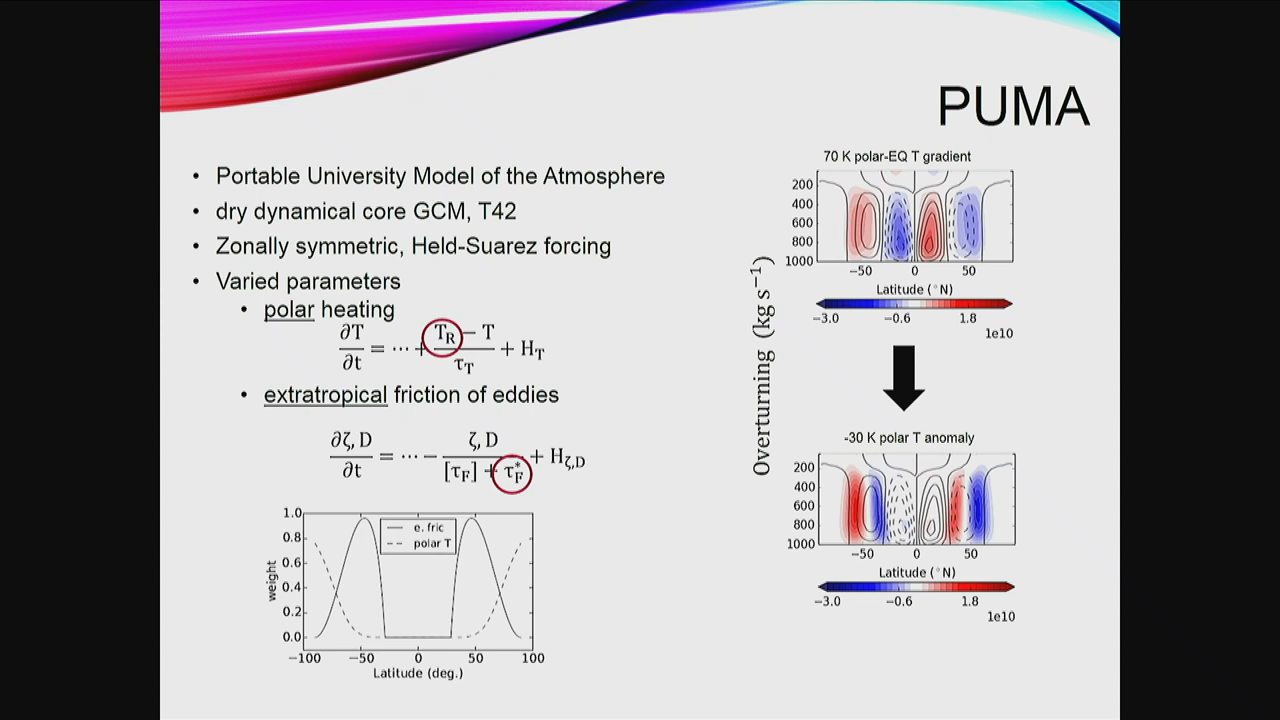 PUMA
• Portable University Model of the Atmosphere
• dry dynamical core GCM, T42
• Zonally symmetric, Held-Suarez forcing
• Varied parameters
• polar heating
∂T/∂t = ⋯ + (T_R − T)/τ_T + H_T
• extratropical friction of eddies
∂ζ, D/∂t = ⋯ − ζ, D/([τ_F] + τ_F^*) + H_ζ,D
1.0
0.8
0.6
0.4
0.2
0.0
weight
e. fric
polar T
−100 −50 0 50 100
Latitude (deg.)
Overturning (kg s⁻¹)
70 K polar-EQ T gradient
200
400
600
800
1000
−50 0 50
Latitude (°N)
−3.0 −0.6 1.8
1e10
-30 K polar T anomaly
200
400
600
800
1000
−50 0 50
Latitude (°N)
−3.0 −0.6 1.8
1e10